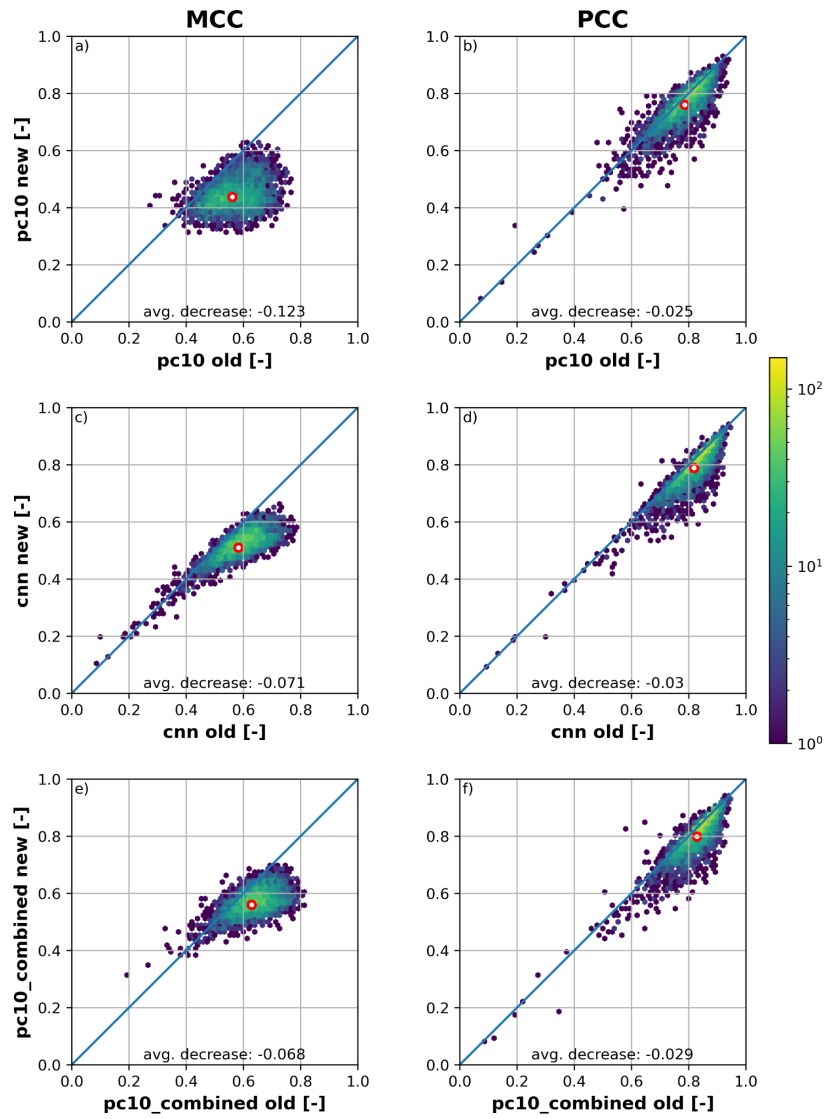 MCC
PCC
a)
b)
1.0
0.8
0.6
0.4
0.2
0.0
pc10 new [-]
avg. decrease: -0.123
0.0 0.2 0.4 0.6 0.8 1.0
pc10 old [-]
1.0
0.8
0.6
0.4
0.2
0.0
pc10 new [-]
avg. decrease: -0.025
0.0 0.2 0.4 0.6 0.8 1.0
pc10 old [-]
c)
1.0
0.8
0.6
0.4
0.2
0.0
cnn new [-]
avg. decrease: -0.071
0.0 0.2 0.4 0.6 0.8 1.0
cnn old [-]
d)
1.0
0.8
0.6
0.4
0.2
0.0
cnn new [-]
avg. decrease: -0.03
0.0 0.2 0.4 0.6 0.8 1.0
cnn old [-]
10²
10¹
10⁰
e)
1.0
0.8
0.6
0.4
0.2
0.0
pc10_combined new [-]
avg. decrease: -0.068
0.0 0.2 0.4 0.6 0.8 1.0
pc10_combined old [-]
f)
1.0
0.8
0.6
0.4
0.2
0.0
pc10_combined new [-]
avg. decrease: -0.029
0.0 0.2 0.4 0.6 0.8 1.0
pc10_combined old [-]